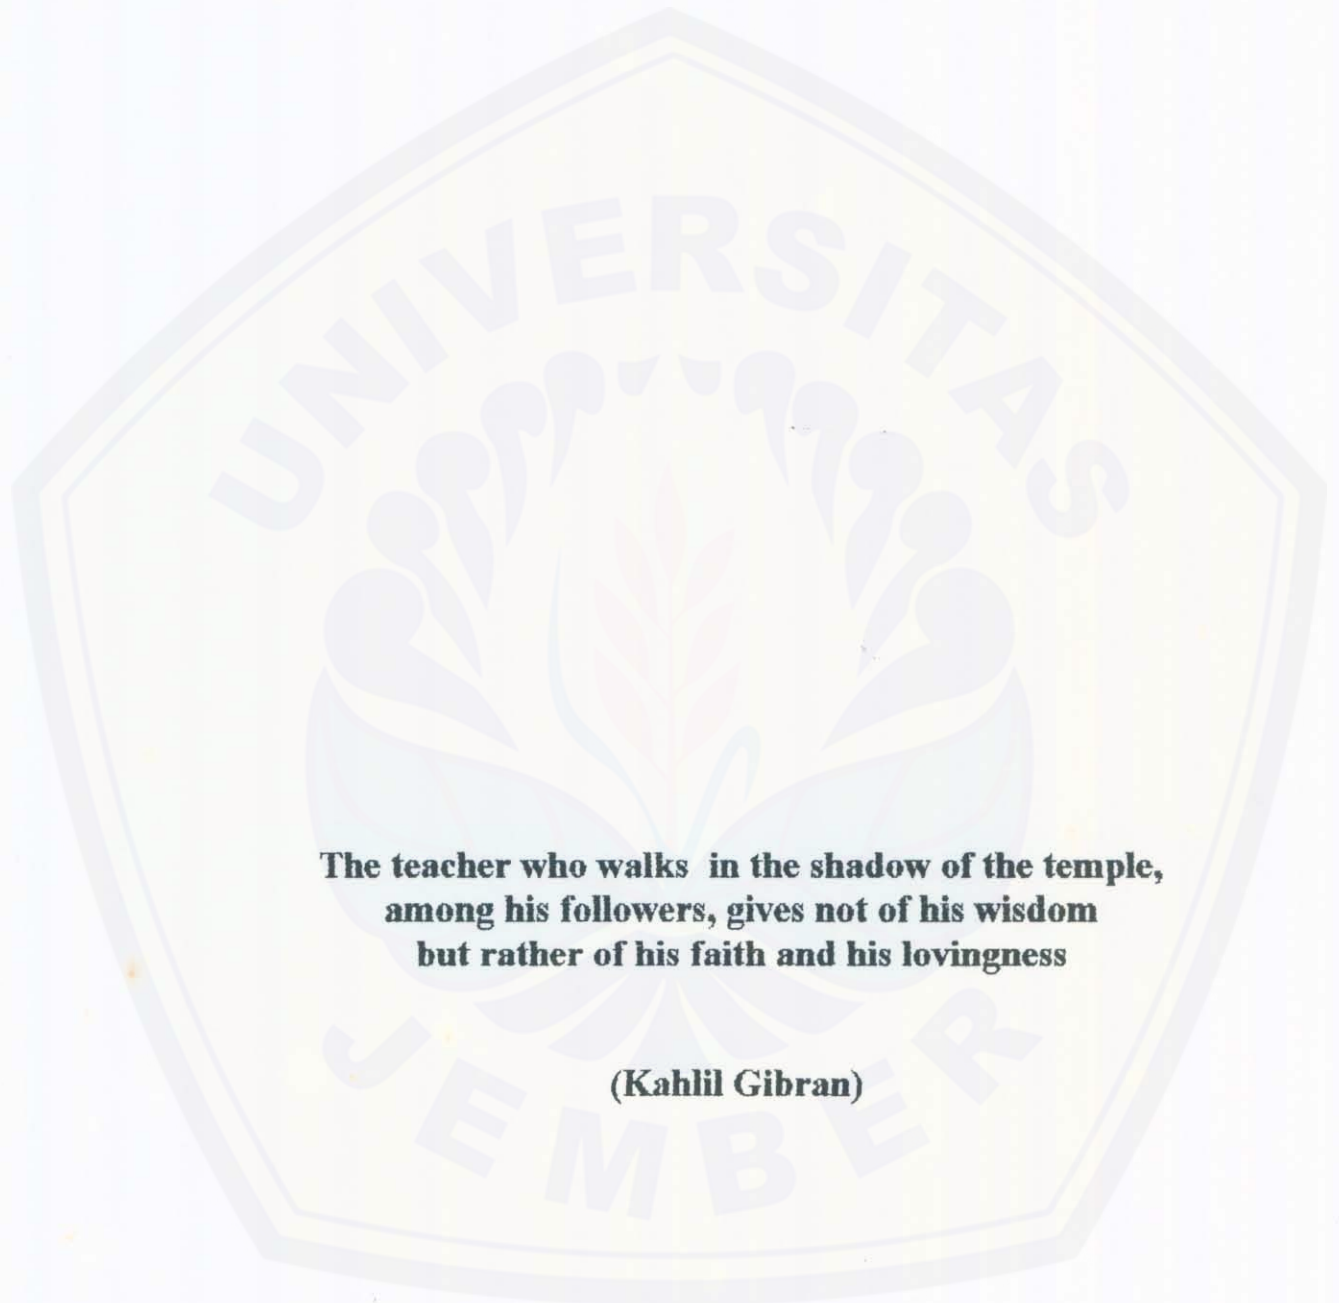 UNIVERSITAS
The teacher who walks in the shadow of the temple,
among his followers, gives not of his wisdom
but rather of his faith and his lovingness
(Kahlil Gibran)
JEMBER